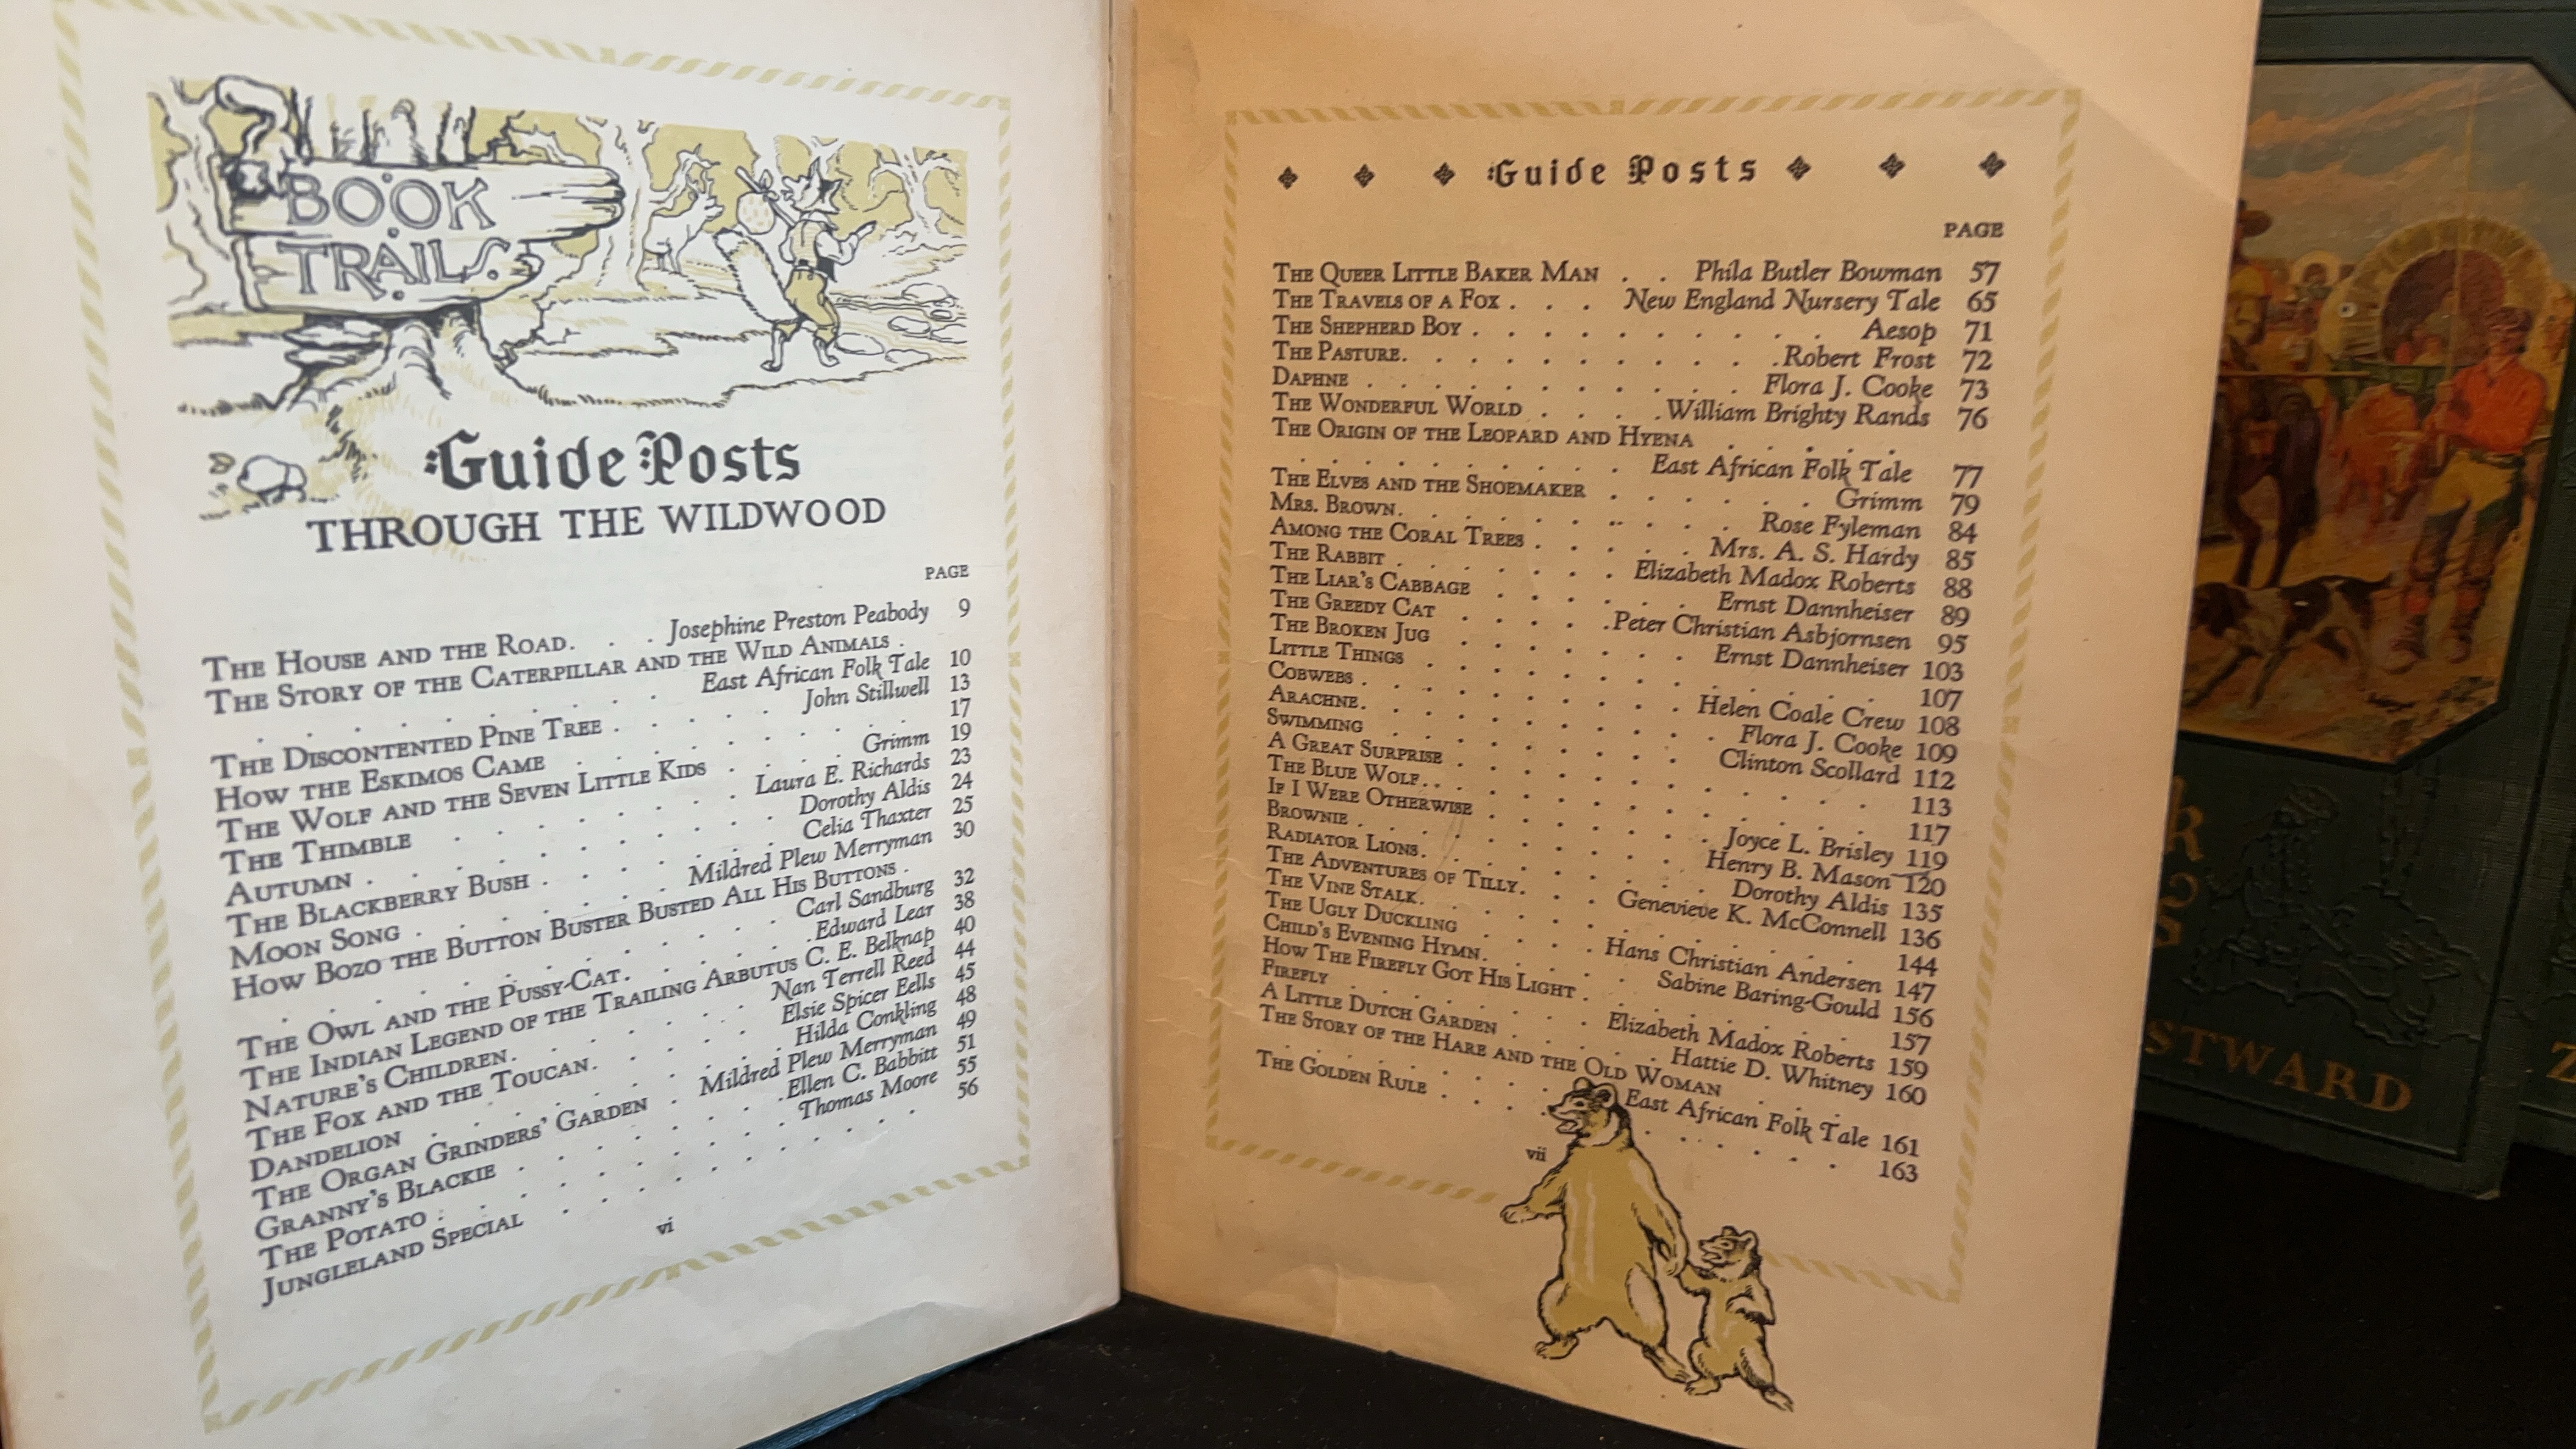 BOOK
TRAILS
Guide Posts
THROUGH THE WILDWOOD
PAGE
THE HOUSE AND THE ROAD. . . Josephine Preston Peabody 9
THE STORY OF THE CATERPILLAR AND THE WILD ANIMALS .
East African Folk Tale 10
THE DISCONTENTED PINE TREE . . . John Stillwell 13
HOW THE ESKIMOS CAME . . . 17
THE WOLF AND THE SEVEN LITTLE KIDS . . . Grimm 19
THE THIMBLE . . . Laura E. Richards 23
AUTUMN . . . Dorothy Aldis 24
THE BLACKBERRY BUSH . . . Celia Thaxter 25
MOON SONG . . . Mildred Plew Merryman 30
HOW BOZO THE BUTTON BUSTER BUSTED ALL HIS BUTTONS .
Carl Sandburg 32
THE OWL AND THE PUSSY-CAT. . . . Edward Lear 38
THE INDIAN LEGEND OF THE TRAILING ARBUTUS C. E. Belknap 40
NATURE'S CHILDREN. . . . Nan Terrell Reed 44
THE FOX AND THE TOUCAN. . . . Elsie Spicer Eells 45
DANDELION . . . Hilda Conkling 48
THE ORGAN GRINDERS' GARDEN . Mildred Plew Merryman 49
GRANNY'S BLACKIE . . . Ellen C. Babbitt 51
THE POTATO . . . Thomas Moore 55
JUNGLELAND SPECIAL . . . 56
vi
Guide Posts
PAGE
THE QUEER LITTLE BAKER MAN . . Phila Butler Bowman 57
THE TRAVELS OF A FOX . . . New England Nursery Tale 65
THE SHEPHERD BOY . . . Aesop 71
THE PASTURE. . . . Robert Frost 72
DAPHNE . . . Flora J. Cooke 73
THE WONDERFUL WORLD . . . William Brighty Rands 76
THE ORIGIN OF THE LEOPARD AND HYENA . . .
East African Folk Tale 77
THE ELVES AND THE SHOEMAKER . . . Grimm 79
MRS. BROWN. . . . Rose Fyleman 84
AMONG THE CORAL TREES . . . Mrs. A. S. Hardy 85
THE RABBIT . . . Elizabeth Madox Roberts 88
THE LIAR'S CABBAGE . . . Ernst Dannheiser 89
THE GREEDY CAT . . . Peter Christian Asbjornsen 95
THE BROKEN JUG . . . Ernst Dannheiser 103
LITTLE THINGS . . . 107
COBWEBS . . . Helen Coale Crew 108
ARACHNE. . . . Flora J. Cooke 109
SWIMMING . . . Clinton Scollard 112
A GREAT SURPRISE . . . 113
THE BLUE WOLF. . . . 117
IF I WERE OTHERWISE . . . Joyce L. Brisley 119
BROWNIE . . . Henry B. Mason 120
RADIATOR LIONS. . . . Dorothy Aldis 135
THE ADVENTURES OF TILLY. . . Genevieve K. McConnell 136
THE VINE STALK. . . . 144
THE UGLY DUCKLING . . . Hans Christian Andersen 147
CHILD'S EVENING HYMN. . . . Sabine Baring-Gould 156
HOW THE FIREFLY GOT HIS LIGHT . . . 157
FIREFLY . . . Elizabeth Madox Roberts 159
A LITTLE DUTCH GARDEN . . . Hattie D. Whitney 160
THE STORY OF THE HARE AND THE OLD WOMAN . . .
East African Folk Tale 161
THE GOLDEN RULE . . . 163
vii
STWARD